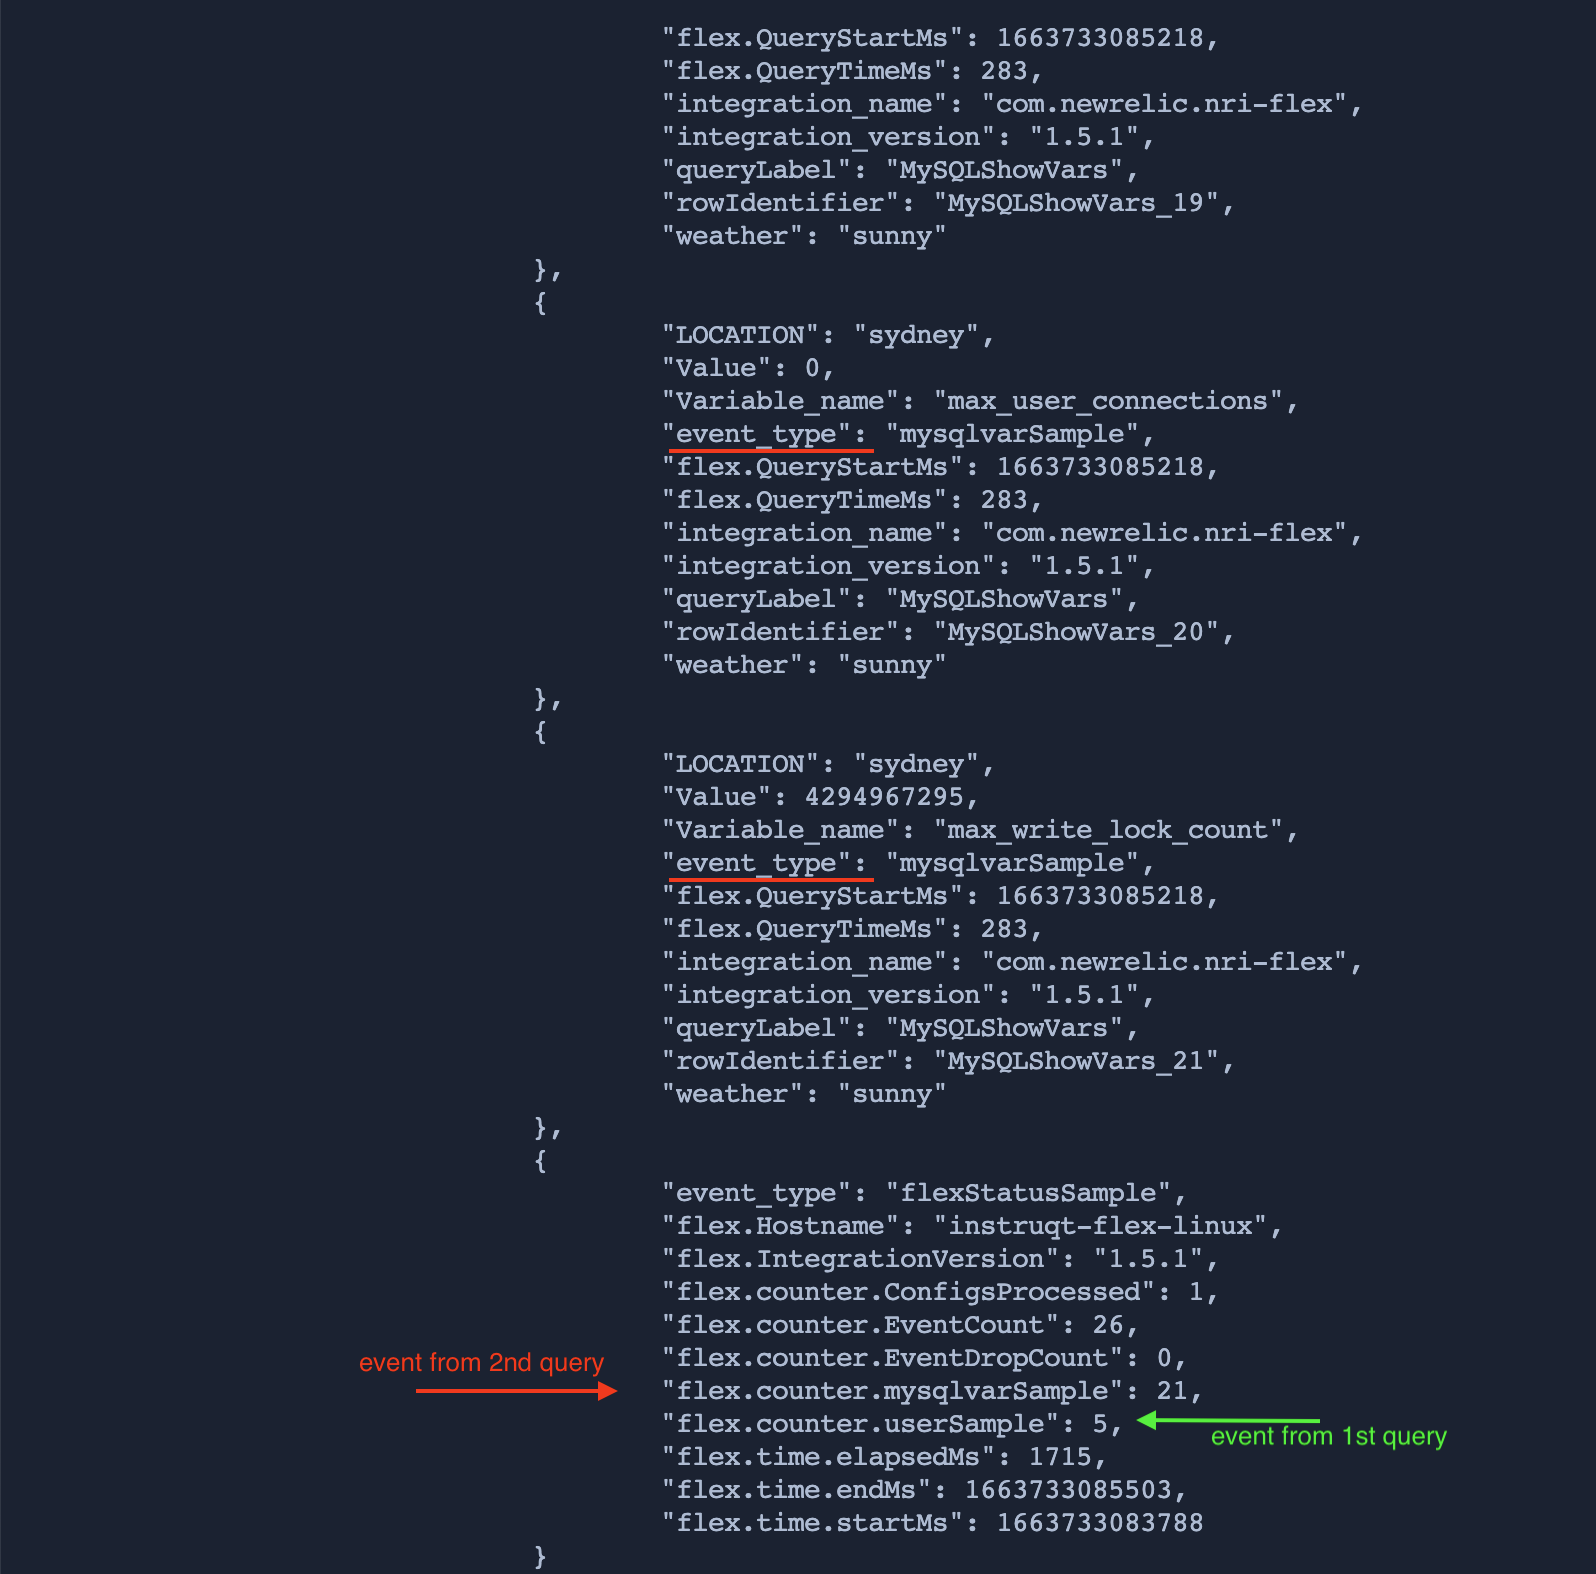 "flex.QueryStartMs": 1663733085218,
"flex.QueryTimeMs": 283,
"integration_name": "com.newrelic.nri-flex",
"integration_version": "1.5.1",
"queryLabel": "MySQLShowVars",
"rowIdentifier": "MySQLShowVars_19",
"weather": "sunny"
},
{
"LOCATION": "sydney",
"Value": 0,
"Variable_name": "max_user_connections",
"event_type": "mysqlvarSample",
"flex.QueryStartMs": 1663733085218,
"flex.QueryTimeMs": 283,
"integration_name": "com.newrelic.nri-flex",
"integration_version": "1.5.1",
"queryLabel": "MySQLShowVars",
"rowIdentifier": "MySQLShowVars_20",
"weather": "sunny"
},
{
"LOCATION": "sydney",
"Value": 4294967295,
"Variable_name": "max_write_lock_count",
"event_type": "mysqlvarSample",
"flex.QueryStartMs": 1663733085218,
"flex.QueryTimeMs": 283,
"integration_name": "com.newrelic.nri-flex",
"integration_version": "1.5.1",
"queryLabel": "MySQLShowVars",
"rowIdentifier": "MySQLShowVars_21",
"weather": "sunny"
},
{
"event_type": "flexStatusSample",
"flex.Hostname": "instruqt-flex-linux",
"flex.IntegrationVersion": "1.5.1",
"flex.counter.ConfigsProcessed": 1,
"flex.counter.EventCount": 26,
"flex.counter.EventDropCount": 0,
event from 2nd query
"flex.counter.mysqlvarSample": 21,
"flex.counter.userSample": 5,
event from 1st query
"flex.time.elapsedMs": 1715,
"flex.time.endMs": 1663733085503,
"flex.time.startMs": 1663733083788
}